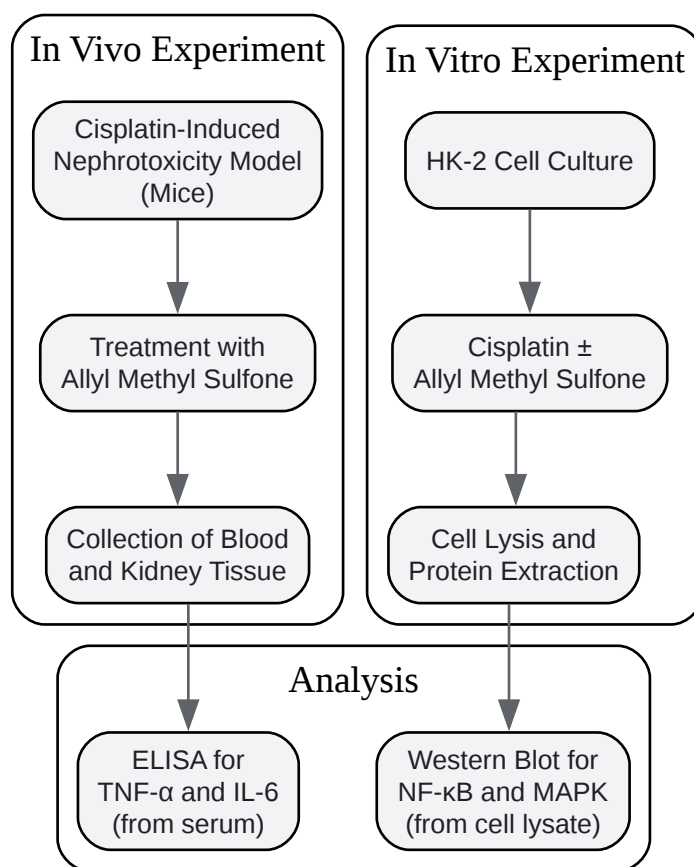 In Vivo Experiment
Cisplatin-Induced
Nephrotoxicity Model
(Mice)
Treatment with
Allyl Methyl Sulfone
Collection of Blood
and Kidney Tissue
In Vitro Experiment
HK-2 Cell Culture
Cisplatin ±
Allyl Methyl Sulfone
Cell Lysis and
Protein Extraction
Analysis
ELISA for
TNF-α and IL-6
(from serum)
Western Blot for
NF-κB and MAPK
(from cell lysate)